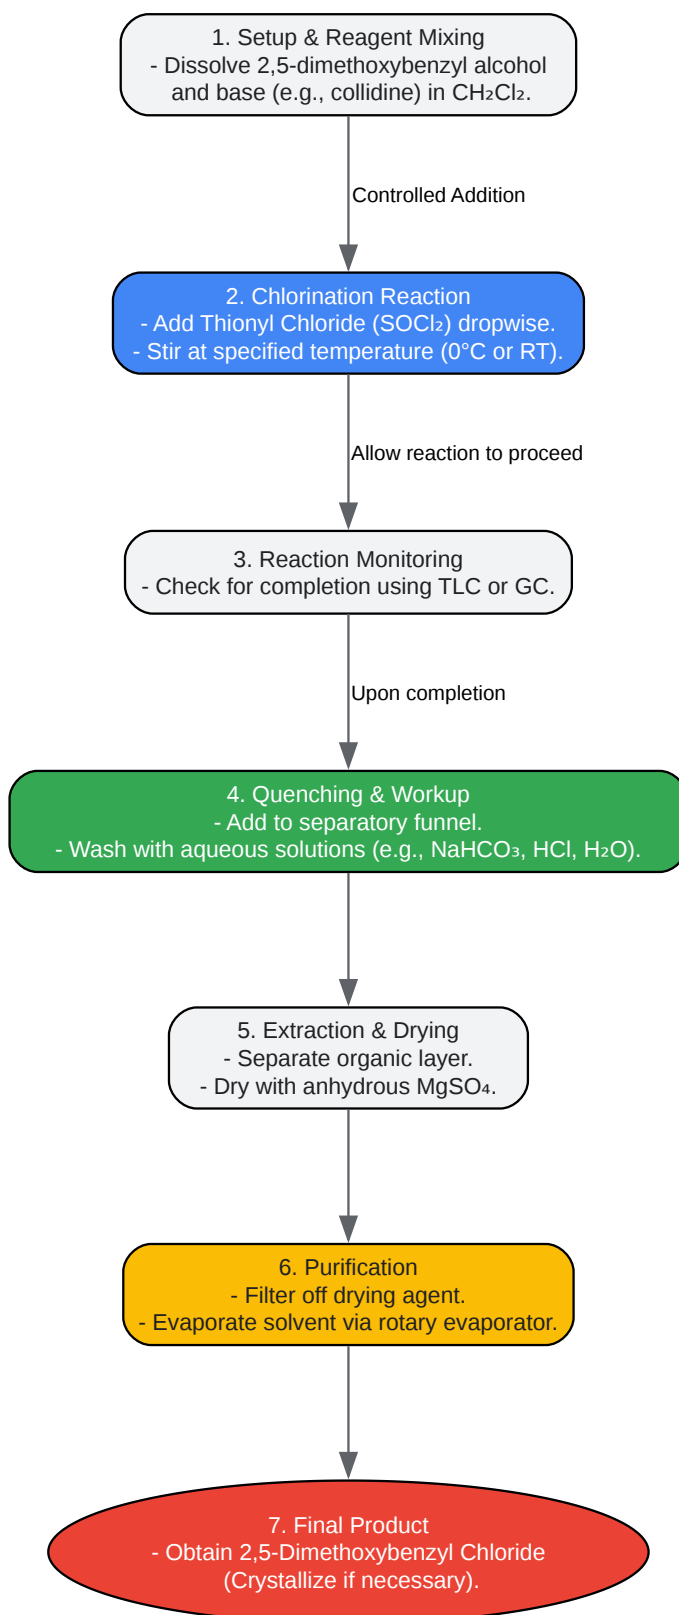 1. Setup & Reagent Mixing
- Dissolve 2,5-dimethoxybenzyl alcohol
and base (e.g., collidine) in CH₂Cl₂.
Controlled Addition
2. Chlorination Reaction
- Add Thionyl Chloride (SOCl₂) dropwise.
- Stir at specified temperature (0°C or RT).
Allow reaction to proceed
3. Reaction Monitoring
- Check for completion using TLC or GC.
Upon completion
4. Quenching & Workup
- Add to separatory funnel.
- Wash with aqueous solutions (e.g., NaHCO₃, HCl, H₂O).
5. Extraction & Drying
- Separate organic layer.
- Dry with anhydrous MgSO₄.
6. Purification
- Filter off drying agent.
- Evaporate solvent via rotary evaporator.
7. Final Product
- Obtain 2,5-Dimethoxybenzyl Chloride
(Crystallize if necessary).